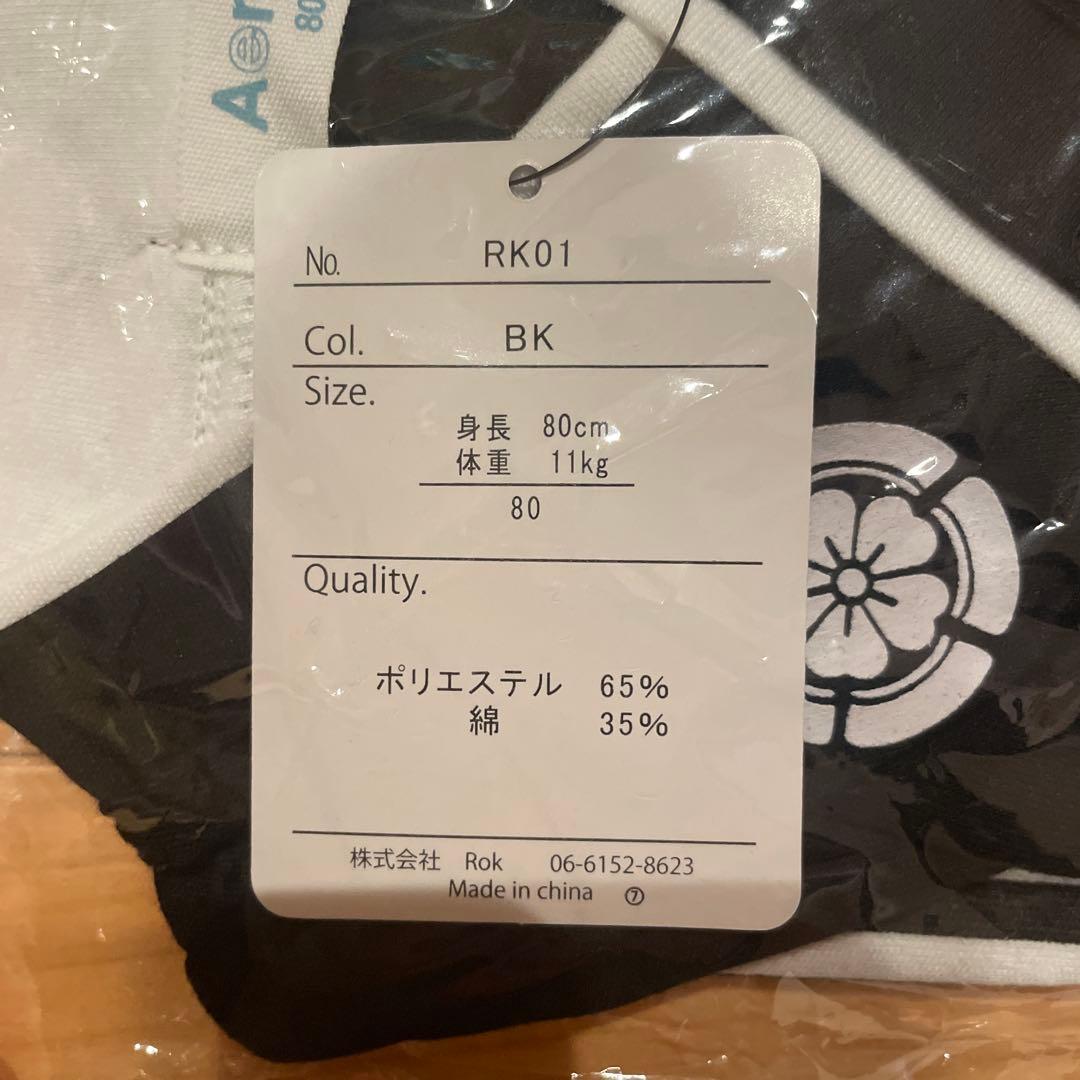 80
No. RK01
Col. BK
Size.
身長 80cm
体重 11kg
80
Quality.
ポリエステル 65%
綿 35%
株式会社 Rok 06-6152-8623
Made in china ⑦